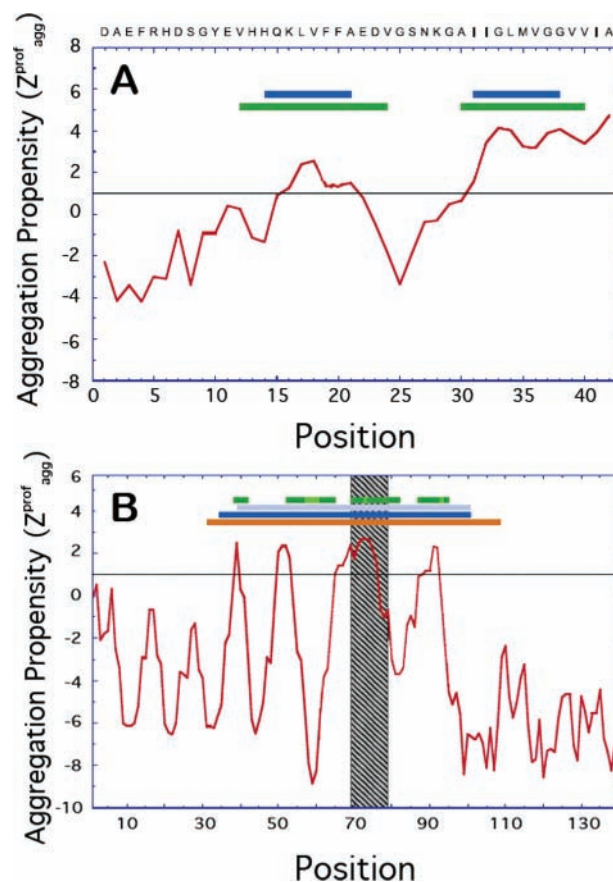 D A E F R H D S G Y E V H H Q K L V F F A E D V G S N K G A I I G L M V G G V V I A
A
8
6
4
2
0
-2
-4
-6
-8
Aggregation Propensity (Z^prof_agg)
0 5 10 15 20 25 30 35 40
Position
B
6
4
2
0
-2
-4
-6
-8
-10
Aggregation Propensity (Z^prof_agg)
10 30 50 70 90 110 130
Position